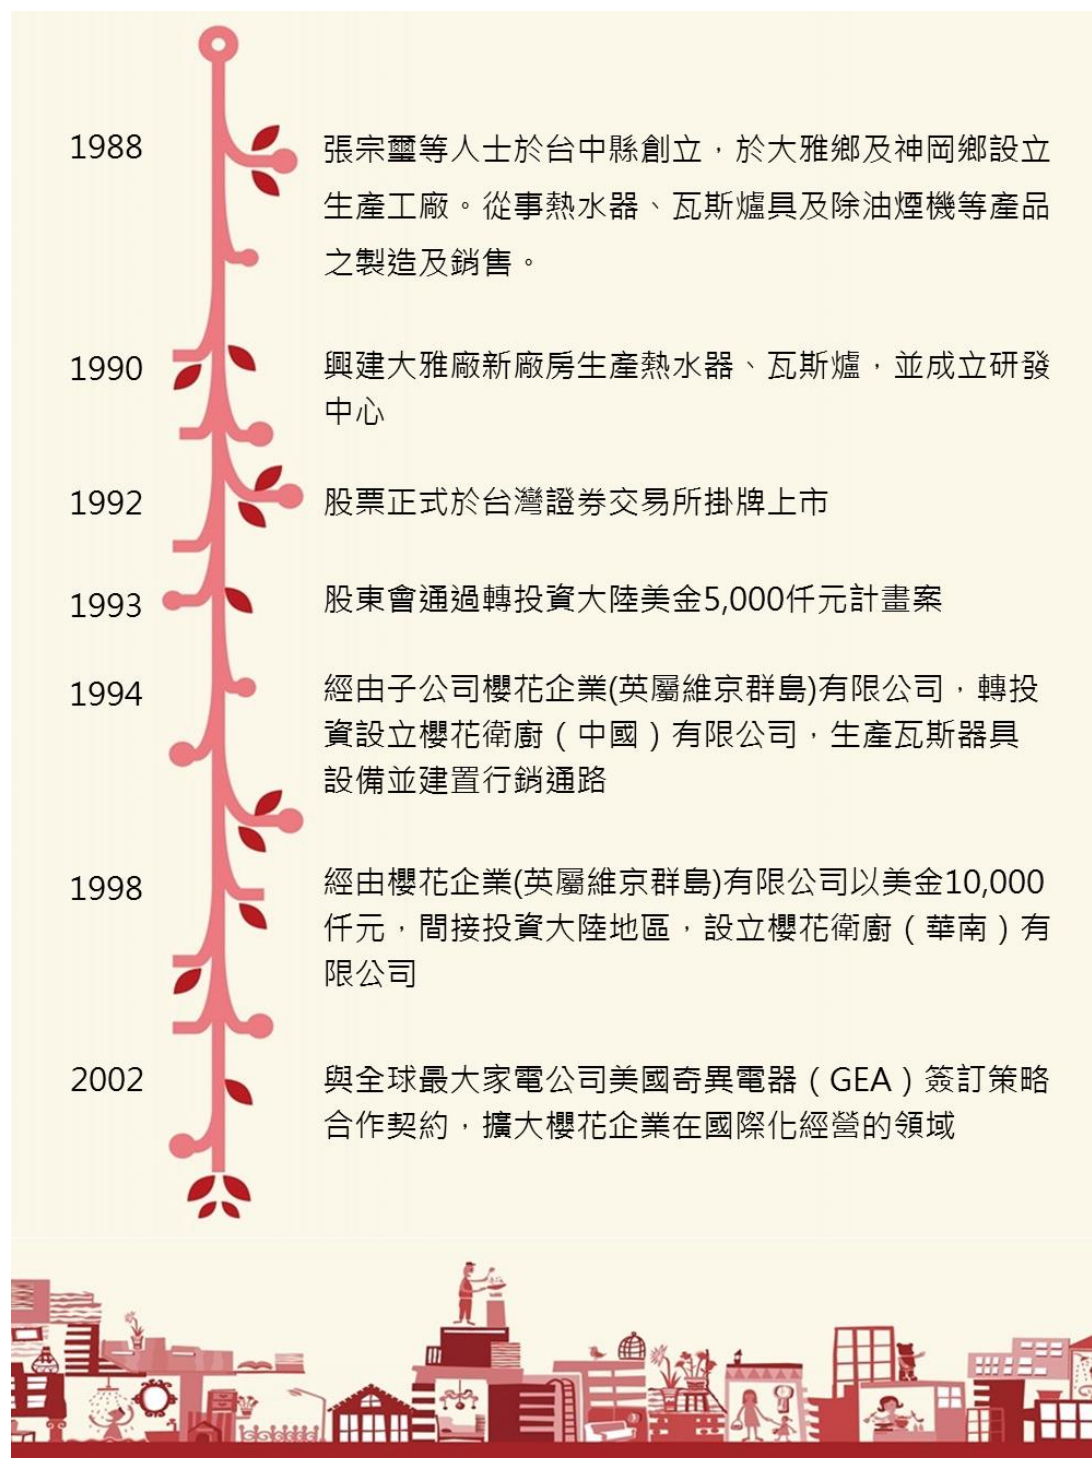 1988
張宗璽等人士於台中縣創立，於大雅鄉及神岡鄉設立
生產工廠。從事熱水器、瓦斯爐具及除油煙機等產品
之製造及銷售。
1990
興建大雅廠新廠房生產熱水器、瓦斯爐，並成立研發
中心
1992
股票正式於台灣證券交易所掛牌上市
1993
股東會通過轉投資大陸美金5,000仟元計畫案
1994
經由子公司櫻花企業(英屬維京群島)有限公司，轉投
資設立櫻花衛廚（中國）有限公司，生產瓦斯器具
設備並建置行銷通路
1998
經由櫻花企業(英屬維京群島)有限公司以美金10,000
仟元，間接投資大陸地區，設立櫻花衛廚（華南）有
限公司
2002
與全球最大家電公司美國奇異電器（GEA）簽訂策略
合作契約，擴大櫻花企業在國際化經營的領域